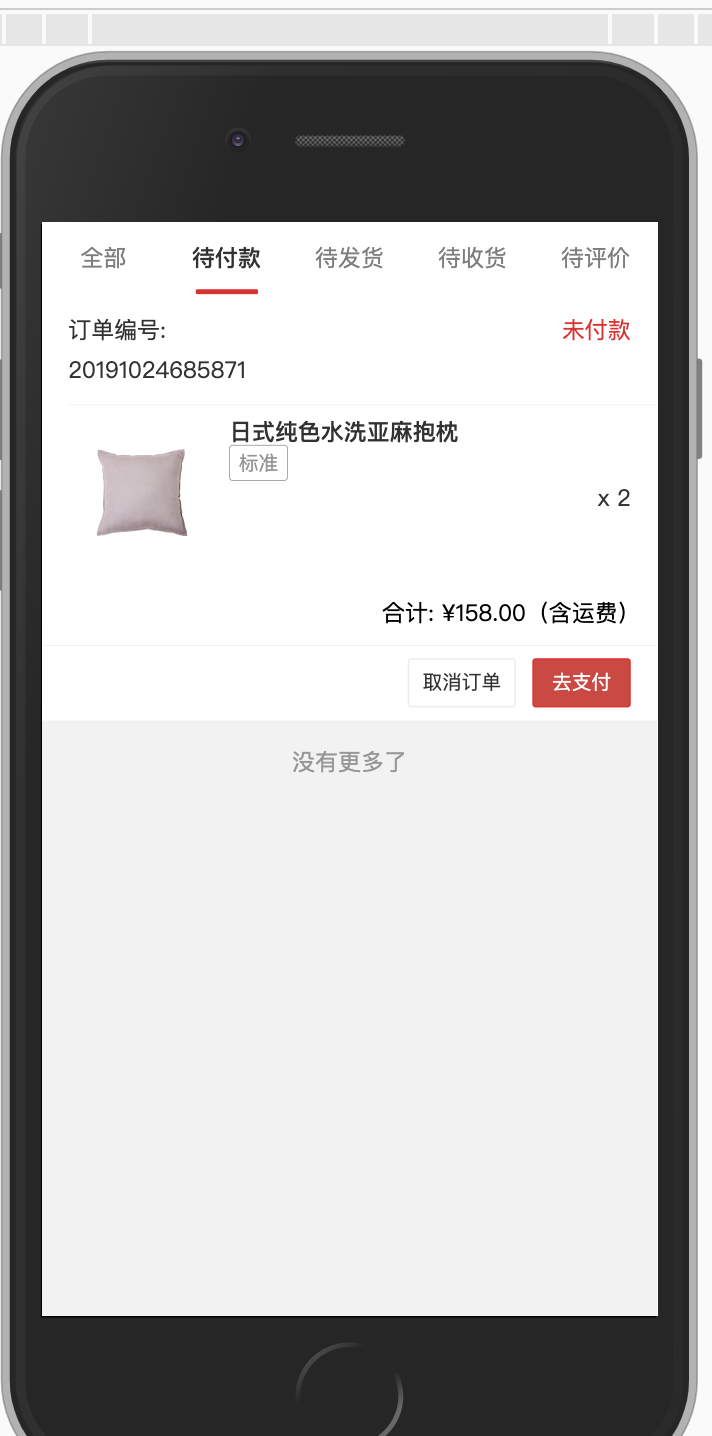 全部 待付款 待发货 待收货 待评价
订单编号: 未付款
20191024685871
日式纯色水洗亚麻抱枕
标准
x 2
合计: ¥158.00（含运费）
取消订单 去支付
没有更多了